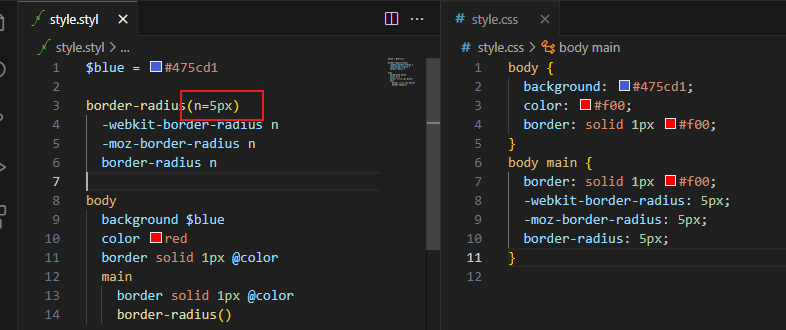 style.styl
style.styl > ...
1 $blue = #475cd1
2
3 border-radius(n=5px)
4 -webkit-border-radius n
5 -moz-border-radius n
6 border-radius n
7
8 body
9 background $blue
10 color red
11 border solid 1px @color
12 main
13 border solid 1px @color
14 border-radius()
# style.css
# style.css > body main
1 body {
2 background: #475cd1;
3 color: #f00;
4 border: solid 1px #f00;
5 }
6 body main {
7 border: solid 1px #f00;
8 -webkit-border-radius: 5px;
9 -moz-border-radius: 5px;
10 border-radius: 5px;
11 }
12